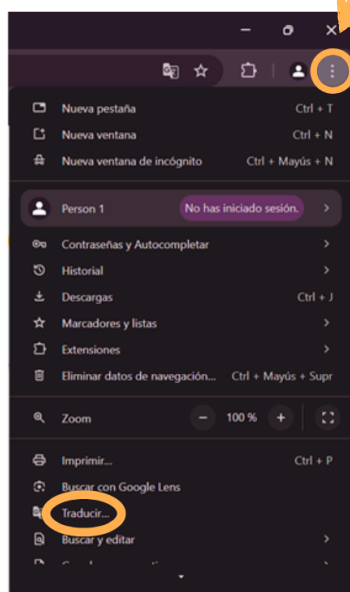 Nueva pestaña Ctrl + T
Nueva ventana Ctrl + N
Nueva ventana de incógnito Ctrl + Mayús + N
Person 1 No has iniciado sesión.
Contraseñas y Autocompletar
Historial
Descargas Ctrl + J
Marcadores y listas
Extensiones
Eliminar datos de navegación... Ctrl + Mayús + Supr
Zoom − 100 % +
Imprimir... Ctrl + P
Buscar con Google Lens
Traducir...
Buscar y editar